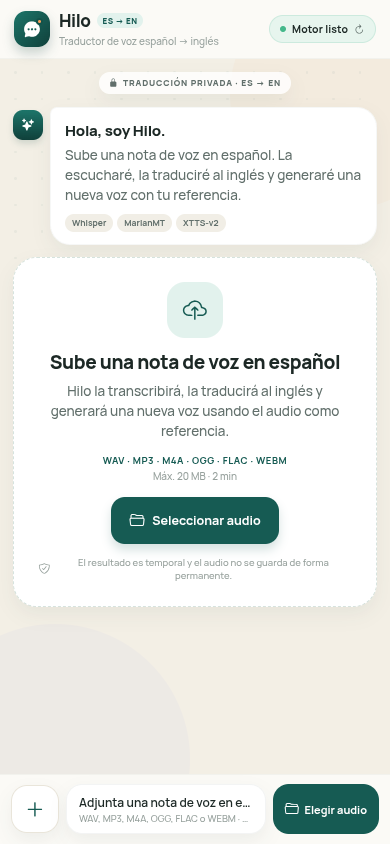 Hilo ES → EN
Traductor de voz español → inglés
Motor listo
TRADUCCIÓN PRIVADA · ES → EN
Hola, soy Hilo.
Sube una nota de voz en español. La
escucharé, la traduciré al inglés y generaré una
nueva voz con tu referencia.
Whisper MarianMT XTTS-v2
Sube una nota de voz en español
Hilo la transcribirá, la traducirá al inglés y
generará una nueva voz usando el audio como
referencia.
WAV · MP3 · M4A · OGG · FLAC · WEBM
Máx. 20 MB · 2 min
Seleccionar audio
El resultado es temporal y el audio no se guarda de forma
permanente.
Adjunta una nota de voz en e...
WAV, MP3, M4A, OGG, FLAC o WEBM · ...
Elegir audio